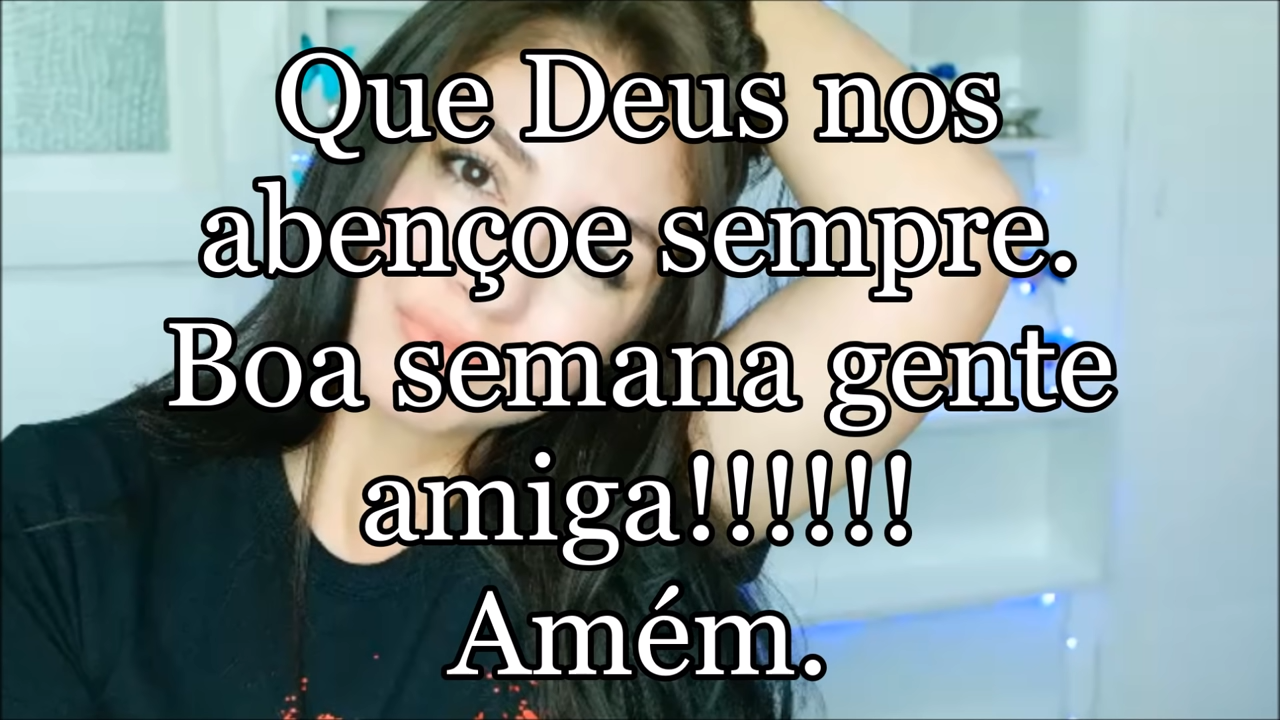 Que Deus nos
abençoe sempre.
Boa semana gente
amiga!!!!!!
Amém.